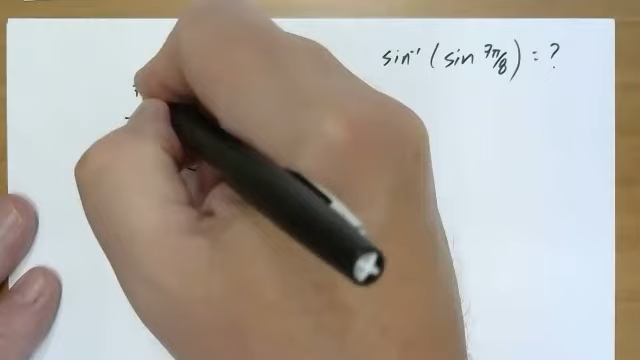 sin⁻¹ (sin 7π/8) = ?